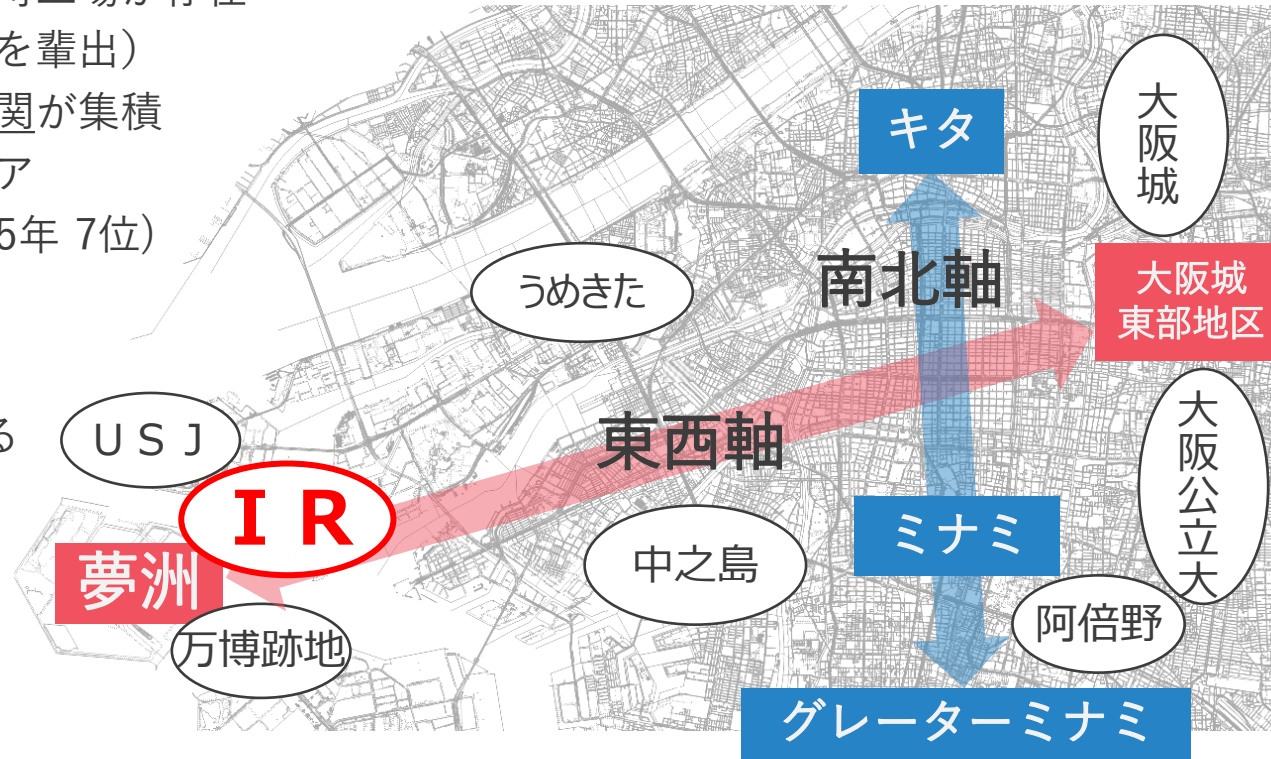 を輩出）
関が集積
ア
5年 7位）
る
キタ
大阪城
南北軸
うめきた
大阪城
東部地区
東西軸
ＵＳＪ
ＩＲ
夢洲
万博跡地
中之島
ミナミ
大阪公立大
阿倍野
グレーターミナミ